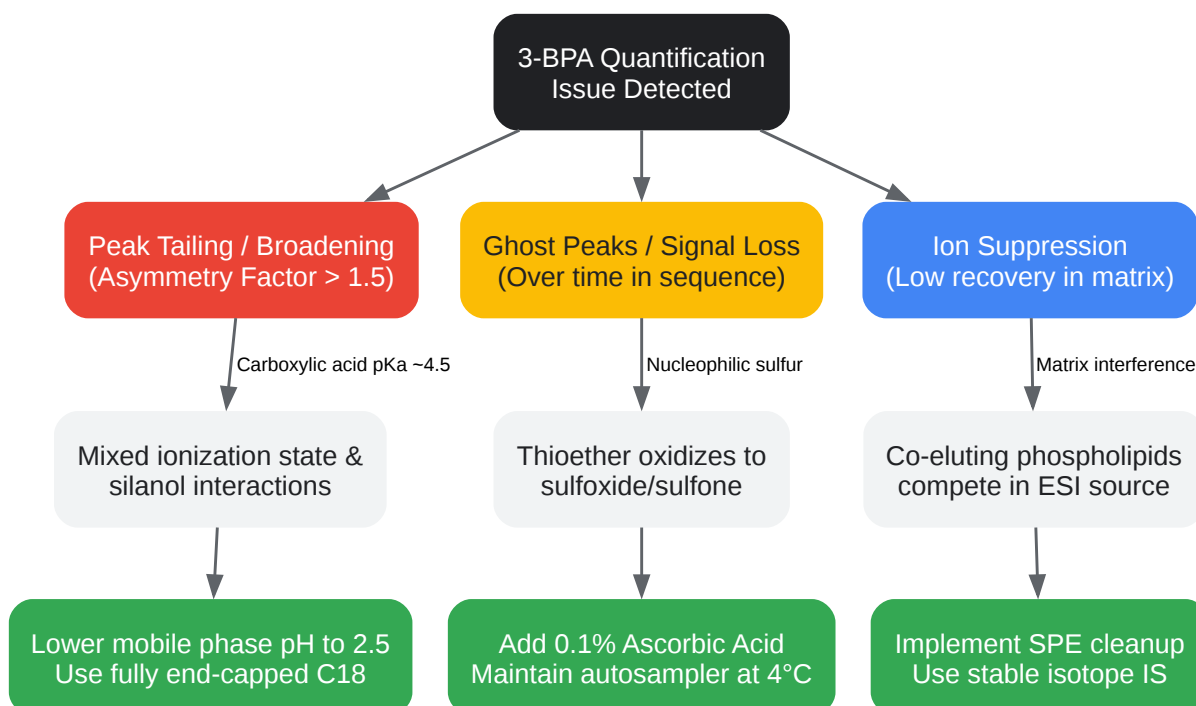 3-BPA Quantification
Issue Detected
Peak Tailing / Broadening
(Asymmetry Factor > 1.5)
Ghost Peaks / Signal Loss
(Over time in sequence)
Ion Suppression
(Low recovery in matrix)
Carboxylic acid pKa ~4.5
Nucleophilic sulfur
Matrix interference
Mixed ionization state &
silanol interactions
Thioether oxidizes to
sulfoxide/sulfone
Co-eluting phospholipids
compete in ESI source
Lower mobile phase pH to 2.5
Use fully end-capped C18
Add 0.1% Ascorbic Acid
Maintain autosampler at 4°C
Implement SPE cleanup
Use stable isotope IS